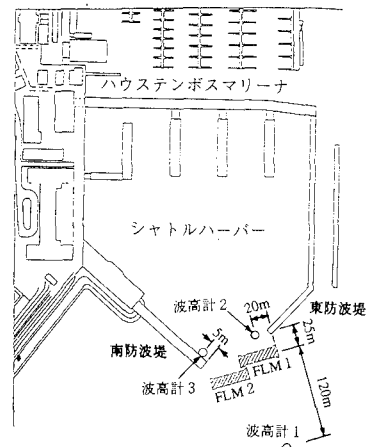 ハウステンボスマリーナ
シャトルハーバー
20m
波高計2
東防波堤
5m
25m
南防波堤
FLM 1
波高計3
FLM 2
120m
波高計1